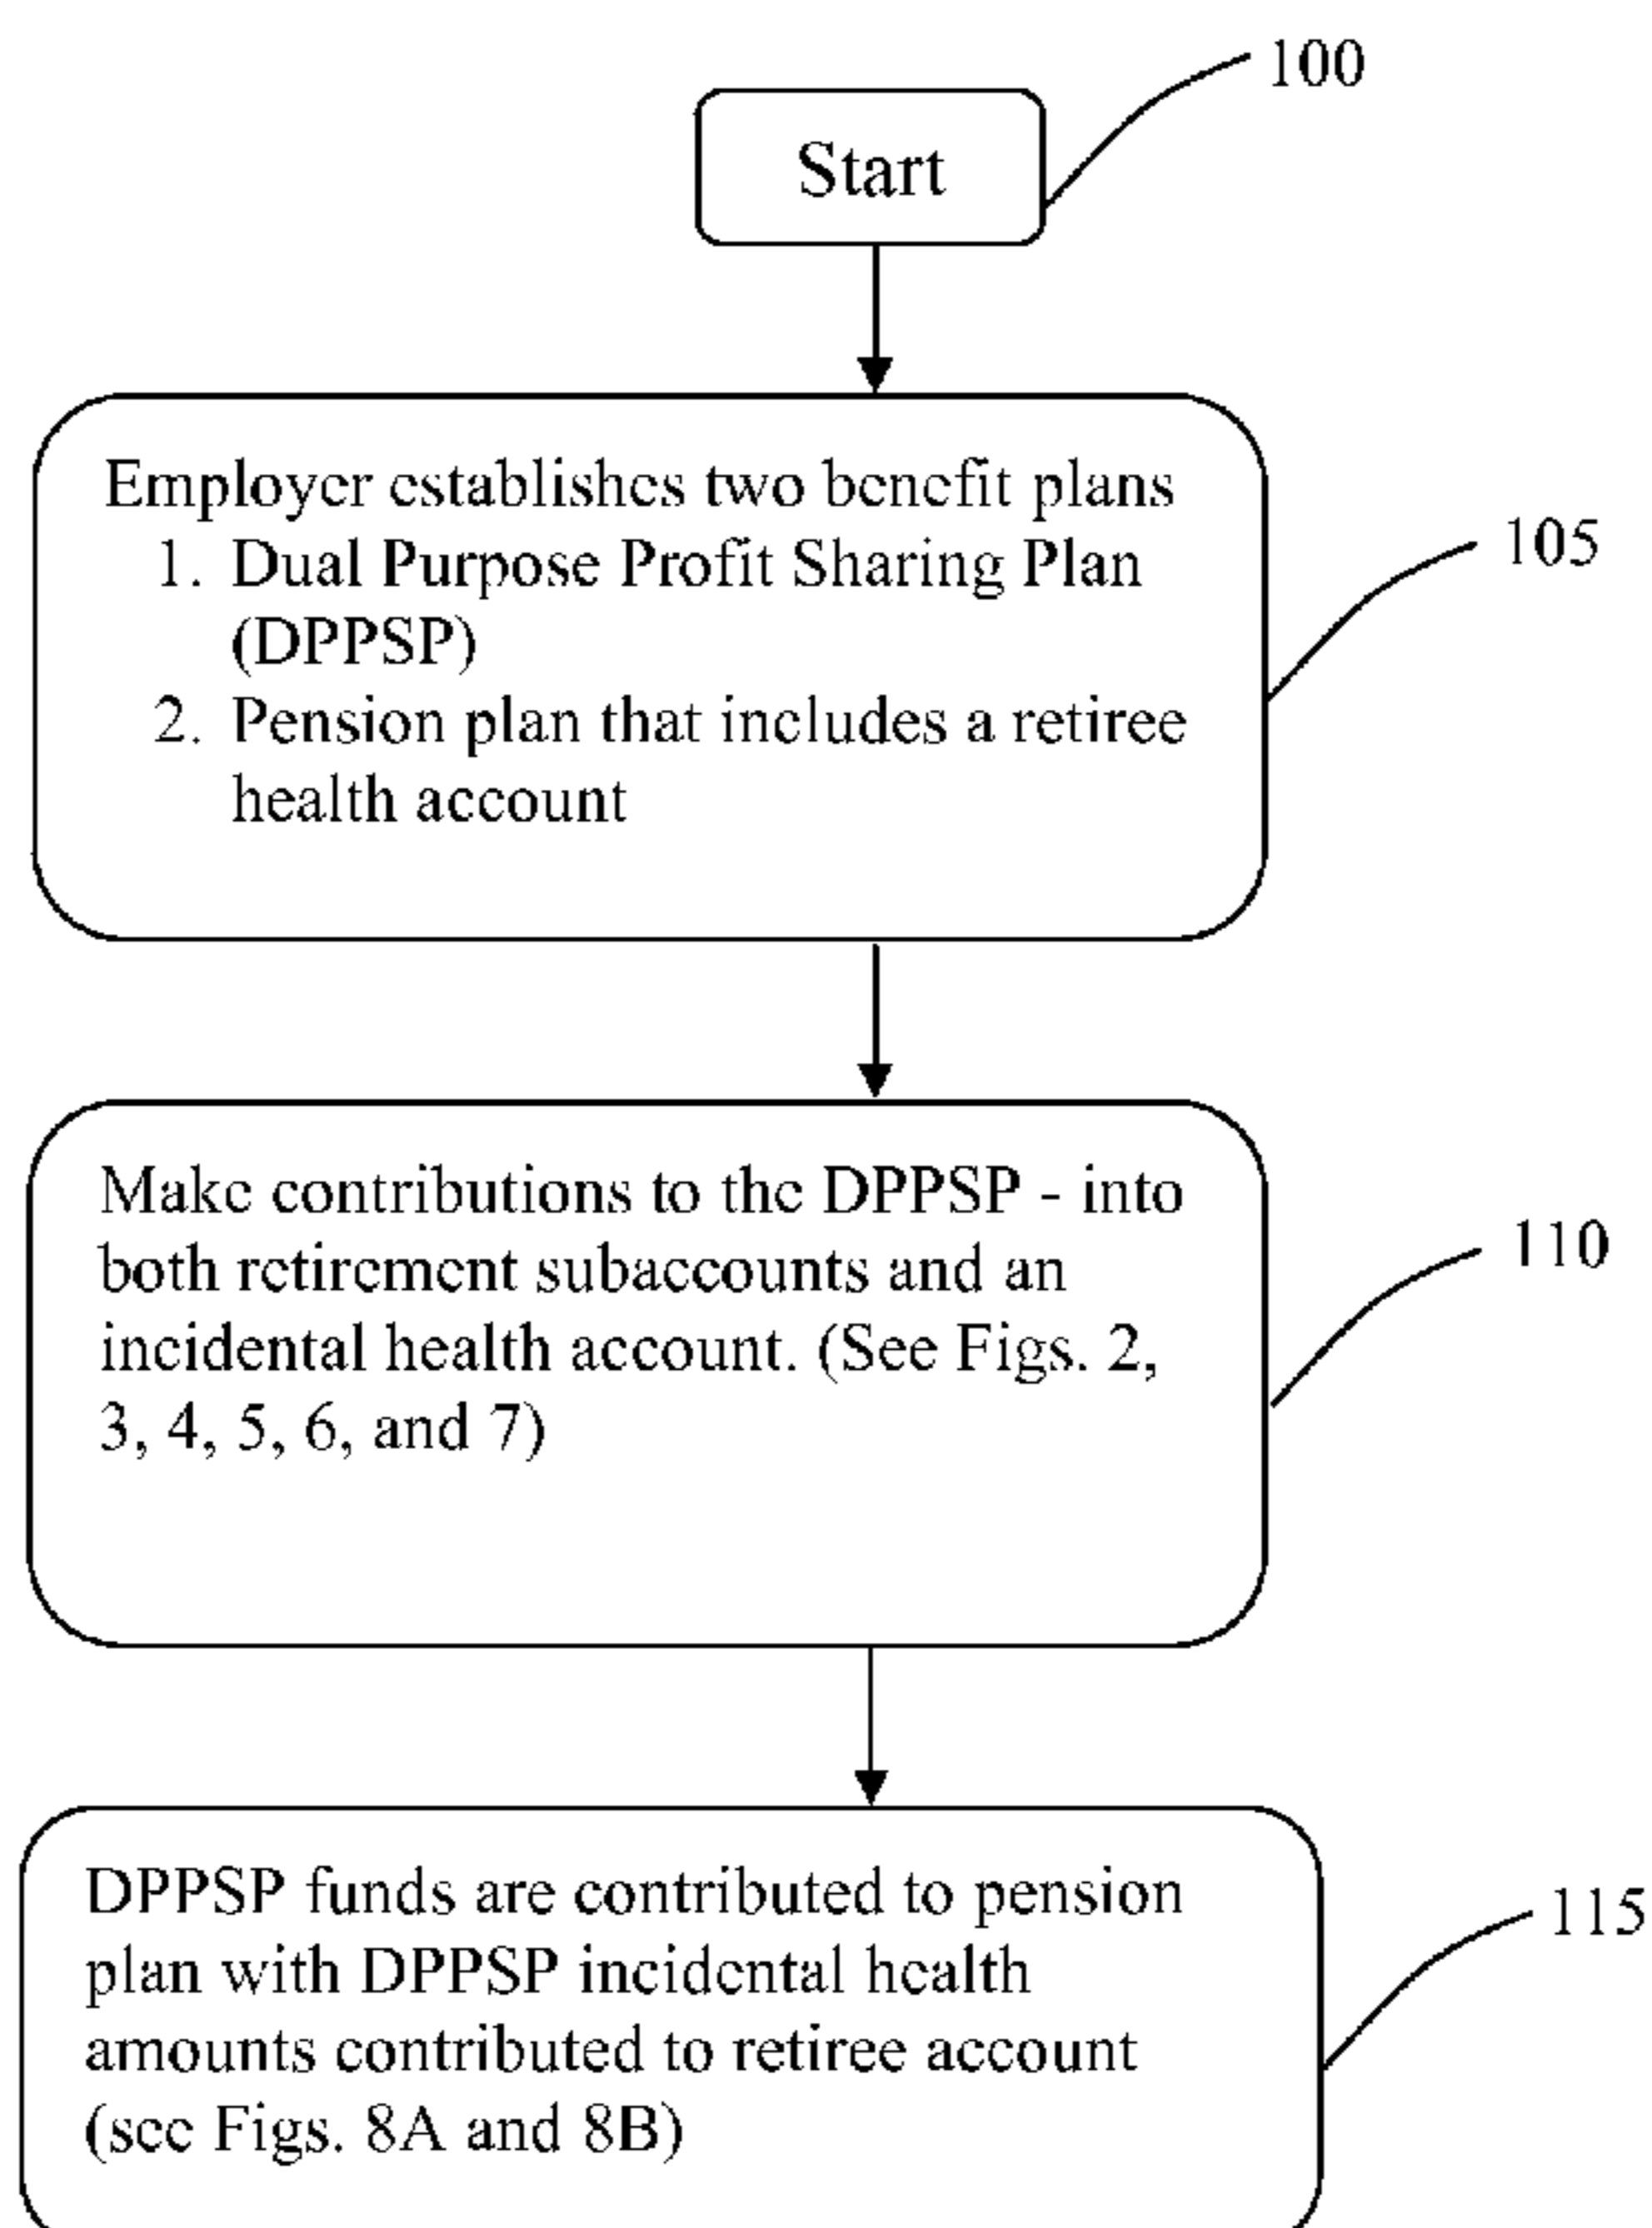 100
Start
Employer establishes two benefit plans
1. Dual Purpose Profit Sharing Plan
(DPPSP)
105
2. Pension plan that includes a retiree
health account
Make contributions to the DPPSP - into
both retirement subaccounts and an
110
incidental health account. (See Figs. 2,
3, 4, 5, 6, and 7)
DPPSP funds are contributed to pension
115
plan with DPPSP incidental health
amounts contributed to retiree account
(see Figs. 8A and 8B)